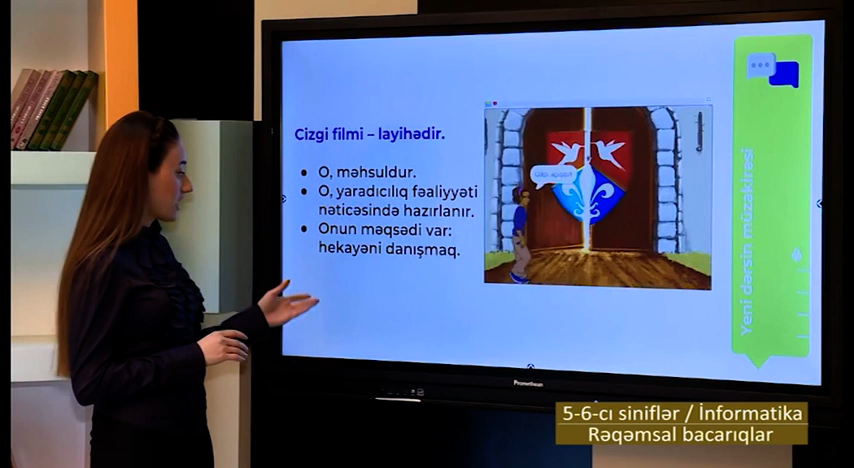 Cizgi filmi – layihədir.
● O, məhsuldur.
● O, yaradıcılıq fəaliyyəti
nəticəsində hazırlanır.
● Onun məqsədi var:
hekayəni danışmaq.
Yeni dərsin müzakirəsi
Promethean
5-6-cı siniflər / İnformatika
Rəqəmsal bacarıqlar